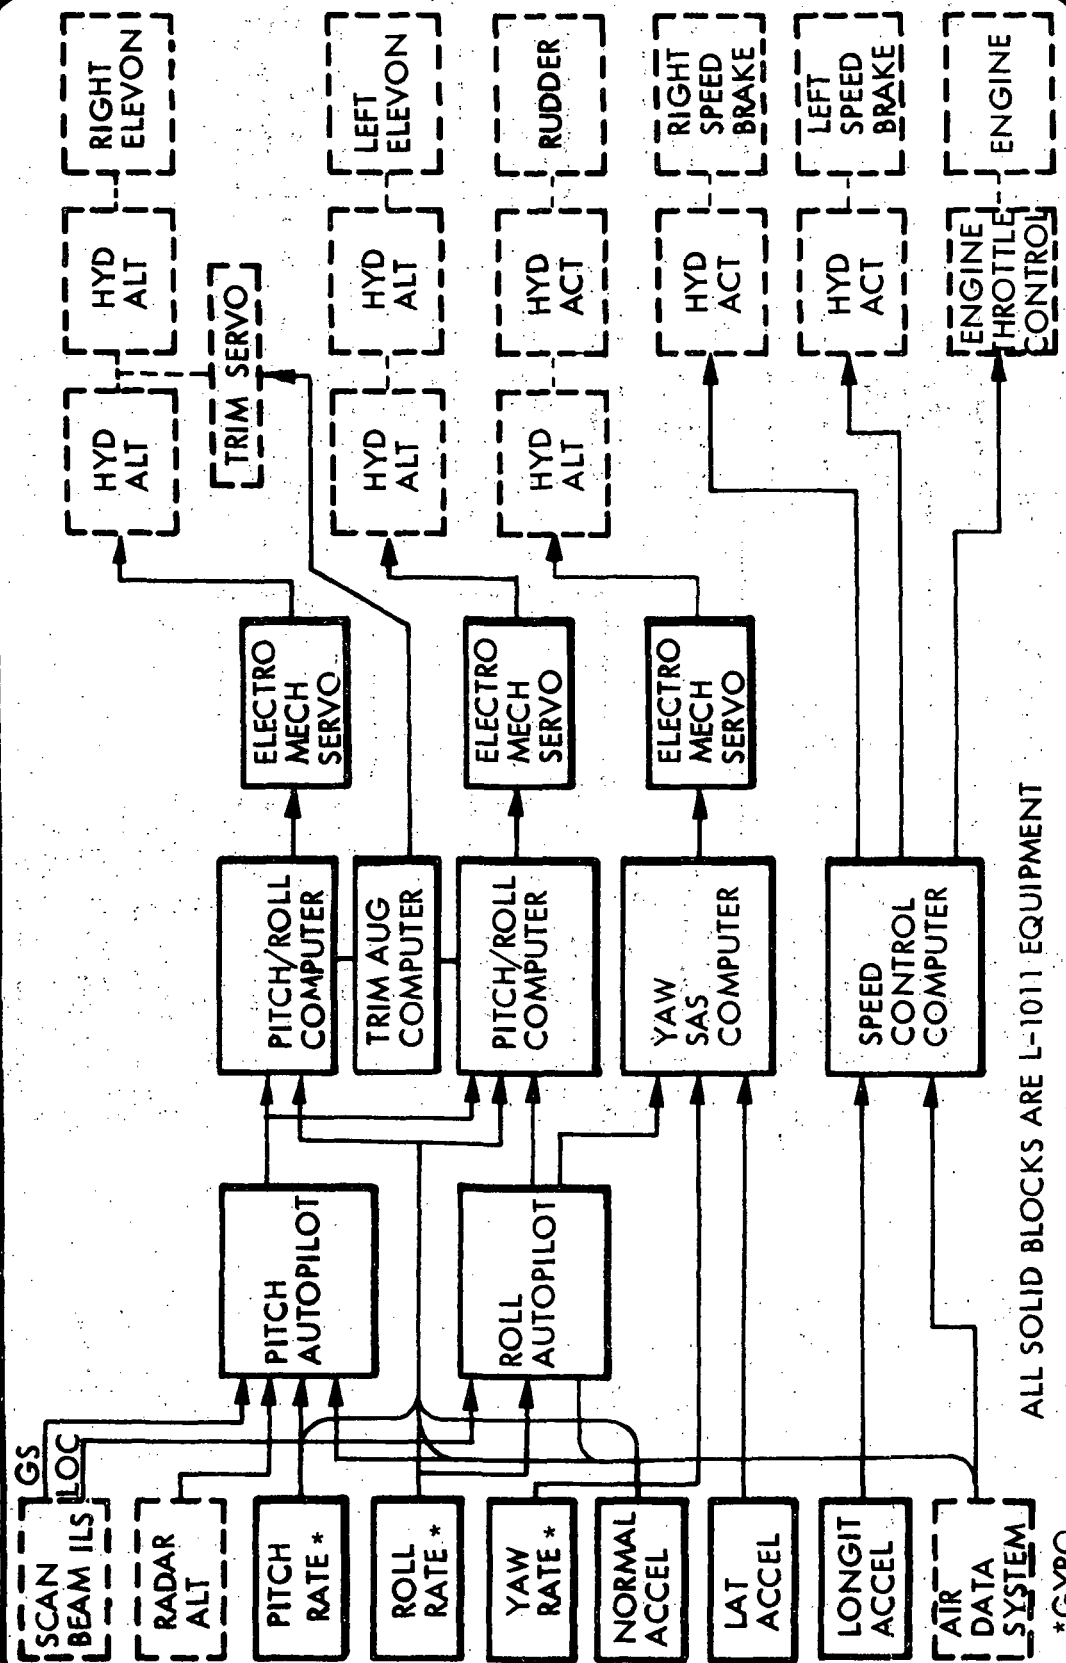 SCAN
BEAM ILS
GS
LOC
RADAR
ALT
PITCH
RATE *
ROLL
RATE *
YAW
RATE *
NORMAL
ACCEL
LAT
ACCEL
LONGIT
ACCEL
AIR
DATA
SYSTEM
*GYRO
PITCH
AUTOPILOT
ROLL
AUTOPILOT
PITCH/ROLL
COMPUTER
TRIM AUG
COMPUTER
PITCH/ROLL
COMPUTER
YAW
SAS
COMPUTER
SPEED
CONTROL
COMPUTER
ELECTRO
MECH
SERVO
ELECTRO
MECH
SERVO
ELECTRO
MECH
SERVO
HYD
ALT
TRIM SERVO
HYD
ALT
HYD
ALT
HYD
ALT
HYD
ALT
HYD
ACT
HYD
ACT
HYD
ACT
ENGINE
THROTTLE
CONTROL
RIGHT
ELEVON
LEFT
ELEVON
RUDDER
RIGHT
SPEED
BRAKE
LEFT
SPEED
BRAKE
ENGINE
ALL SOLID BLOCKS ARE L-1011 EQUIPMENT